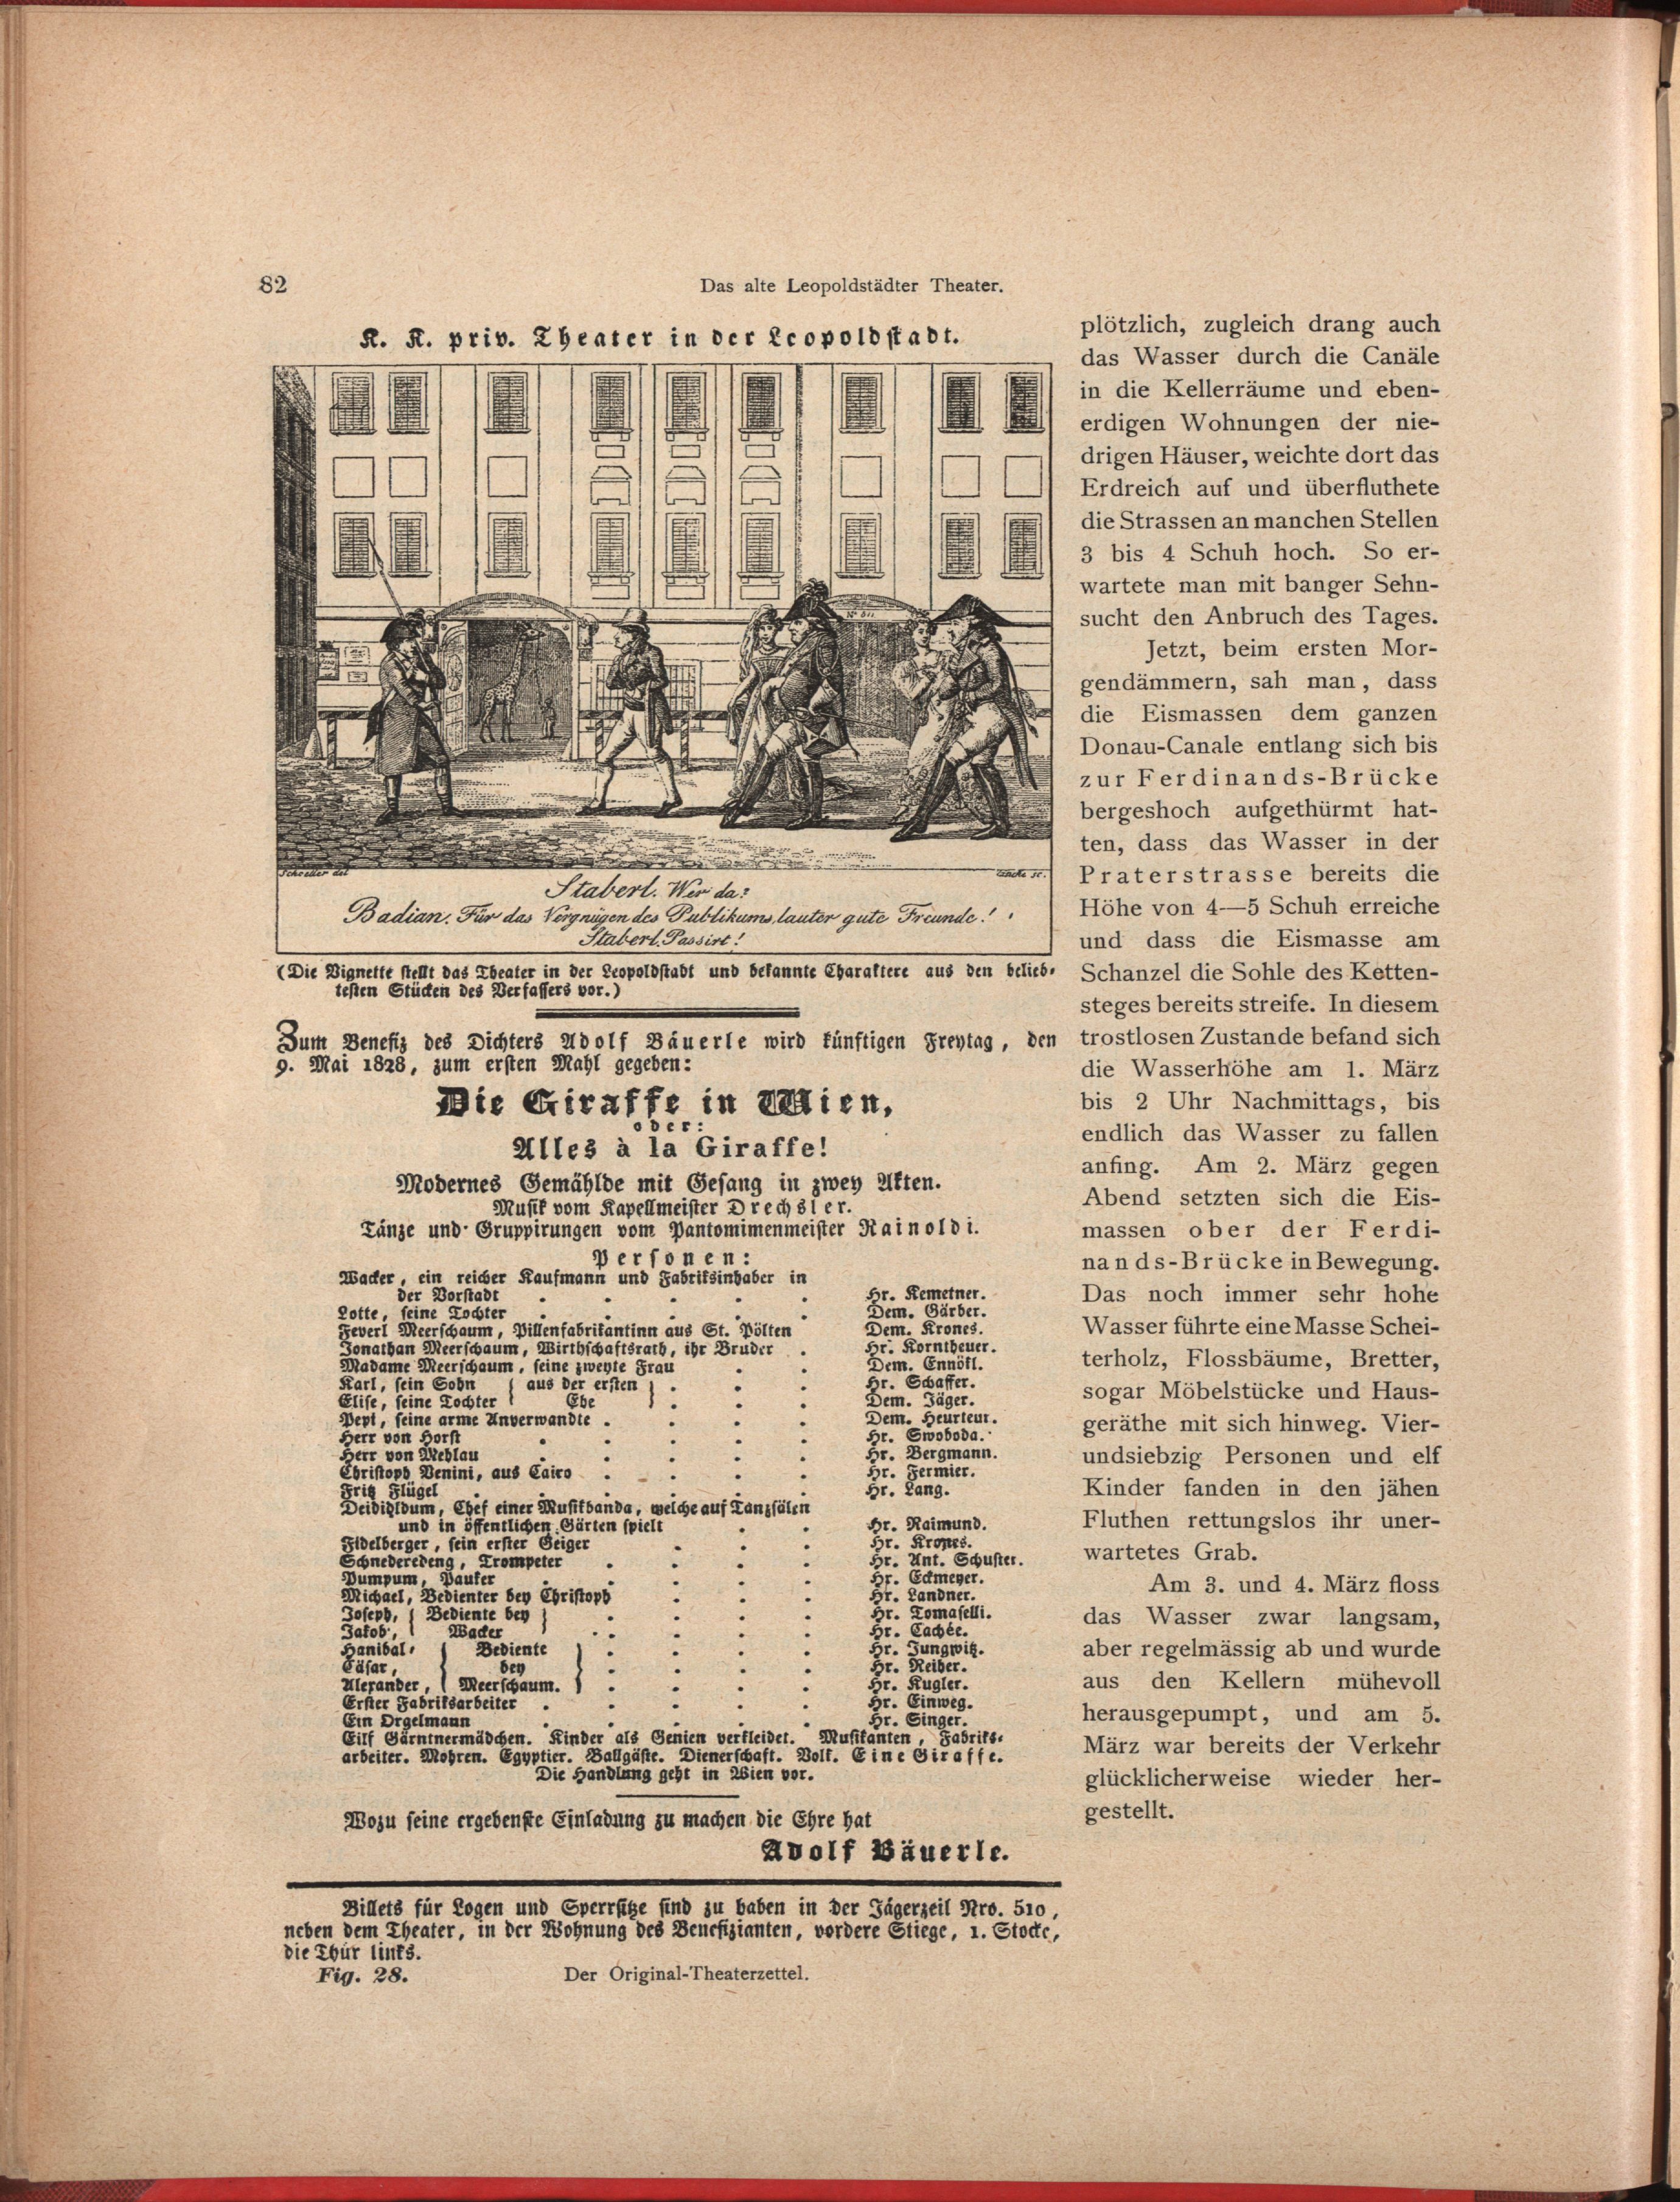 82
Das alte Leopoldstädter Theater.
K. K. priv. Theater in der Leopoldstadt.
Nº 511
Schoeller del
sc.
Staberl. Wer da?
Badian. Für das Vergnügen des Publikums, lauter gute Freunde!
Staberl. Passirt!
(Die Vignette stellt das Theater in der Leopoldstadt und bekannte Charaktere aus den belieb-
testen Stücken des Verfassers vor.)
Zum Benefiz des Dichters Adolf Bäuerle wird künftigen Freytag, den
9. Mai 1828, zum ersten Mahl gegeben:
Die Giraffe in Wien,
oder:
Alles à la Giraffe!
Modernes Gemählde mit Gesang in zwey Akten.
Musik vom Kapellmeister Drechsler.
Tänze und Gruppirungen vom Pantomimenmeister Rainoldi.
Personen:
Wacker, ein reicher Kaufmann und Fabriksinhaber in
der Vorstadt . . . . . Hr. Kemetner.
Lotte, seine Tochter . . . . . Dem. Gärber.
Feverl Meerschaum, Pillenfabrikantinn aus St. Pölten Dem. Krones.
Jonathan Meerschaum, Wirthschaftsrath, ihr Bruder . Hr. Korntheuer.
Madame Meerschaum, seine zweyte Frau . . Dem. Ennökl.
Karl, sein Sohn { aus der ersten } . . . Hr. Schaffer.
Elise, seine Tochter { Ehe } . . . Dem. Jäger.
Pepi, seine arme Anverwandte . . . . Dem. Heurteur.
Herr von Horst . . . . . Hr. Swoboda.
Herr von Mehlau . . . . . Hr. Bergmann.
Christoph Benini, aus Cairo . . . . Hr. Fermier.
Fritz Flügel . . . . . Hr. Lang.
Deididldum, Chef einer Musikbanda, welche auf Tanzsälen
und in öffentlichen Gärten spielt . . Hr. Raimund.
Fidelberger, sein erster Geiger . . . Hr. Krones.
Schnederedeng, Trompeter . . . . Hr. Ant. Schuster.
Pumpum, Pauker . . . . . Hr. Eckmeyer.
Michael, Bedienter bey Christoph . . . Hr. Landner.
Joseph, { Bediente bey } . . . . Hr. Tomaselli.
Jakob, { Wacker } . . . . Hr. Cachée.
Hanibal, { Bediente } . . . . Hr. Jungwitz.
Cäsar, { bey } . . . . Hr. Reiber.
Alexander, { Meerschaum. } . . . . Hr. Kugler.
Erster Fabriksarbeiter . . . . . Hr. Einweg.
Ein Orgelmann . . . . Hr. Singer.
Eilf Gärntnermädchen. Kinder als Genien verkleidet. Musikanten, Fabriks-
arbeiter. Mohren. Egyptier. Ballgäste. Dienerschaft. Volk. Eine Giraffe.
Die Handlung geht in Wien vor.
Wozu seine ergebenste Einladung zu machen die Ehre hat
Adolf Bäuerle.
Billets für Logen und Sperrsitze sind zu haben in der Jägerzeil Nro. 510,
neben dem Theater, in der Wohnung des Benefizianten, vordere Stiege, 1. Stocke,
die Thür links.
Fig. 28. Der Original-Theaterzettel.
plötzlich, zugleich drang auch
das Wasser durch die Canäle
in die Kellerräume und eben-
erdigen Wohnungen der nie-
drigen Häuser, weichte dort das
Erdreich auf und überfluthete
die Strassen an manchen Stellen
3 bis 4 Schuh hoch. So er-
wartete man mit banger Sehn-
sucht den Anbruch des Tages.
Jetzt, beim ersten Mor-
gendämmern, sah man, dass
die Eismassen dem ganzen
Donau-Canale entlang sich bis
zur Ferdinands-Brücke
bergeshoch aufgethürmt hat-
ten, dass das Wasser in der
Praterstrasse bereits die
Höhe von 4—5 Schuh erreiche
und dass die Eismasse am
Schanzel die Sohle des Ketten-
steges bereits streife. In diesem
trostlosen Zustande befand sich
die Wasserhöhe am 1. März
bis 2 Uhr Nachmittags, bis
endlich das Wasser zu fallen
anfing. Am 2. März gegen
Abend setzten sich die Eis-
massen ober der Ferdi-
nands-Brücke in Bewegung.
Das noch immer sehr hohe
Wasser führte eine Masse Schei-
terholz, Flossbäume, Bretter,
sogar Möbelstücke und Haus-
geräthe mit sich hinweg. Vier-
undsiebzig Personen und elf
Kinder fanden in den jähen
Fluthen rettungslos ihr uner-
wartetes Grab.
Am 3. und 4. März floss
das Wasser zwar langsam,
aber regelmässig ab und wurde
aus den Kellern mühevoll
herausgepumpt, und am 5.
März war bereits der Verkehr
glücklicherweise wieder her-
gestellt.